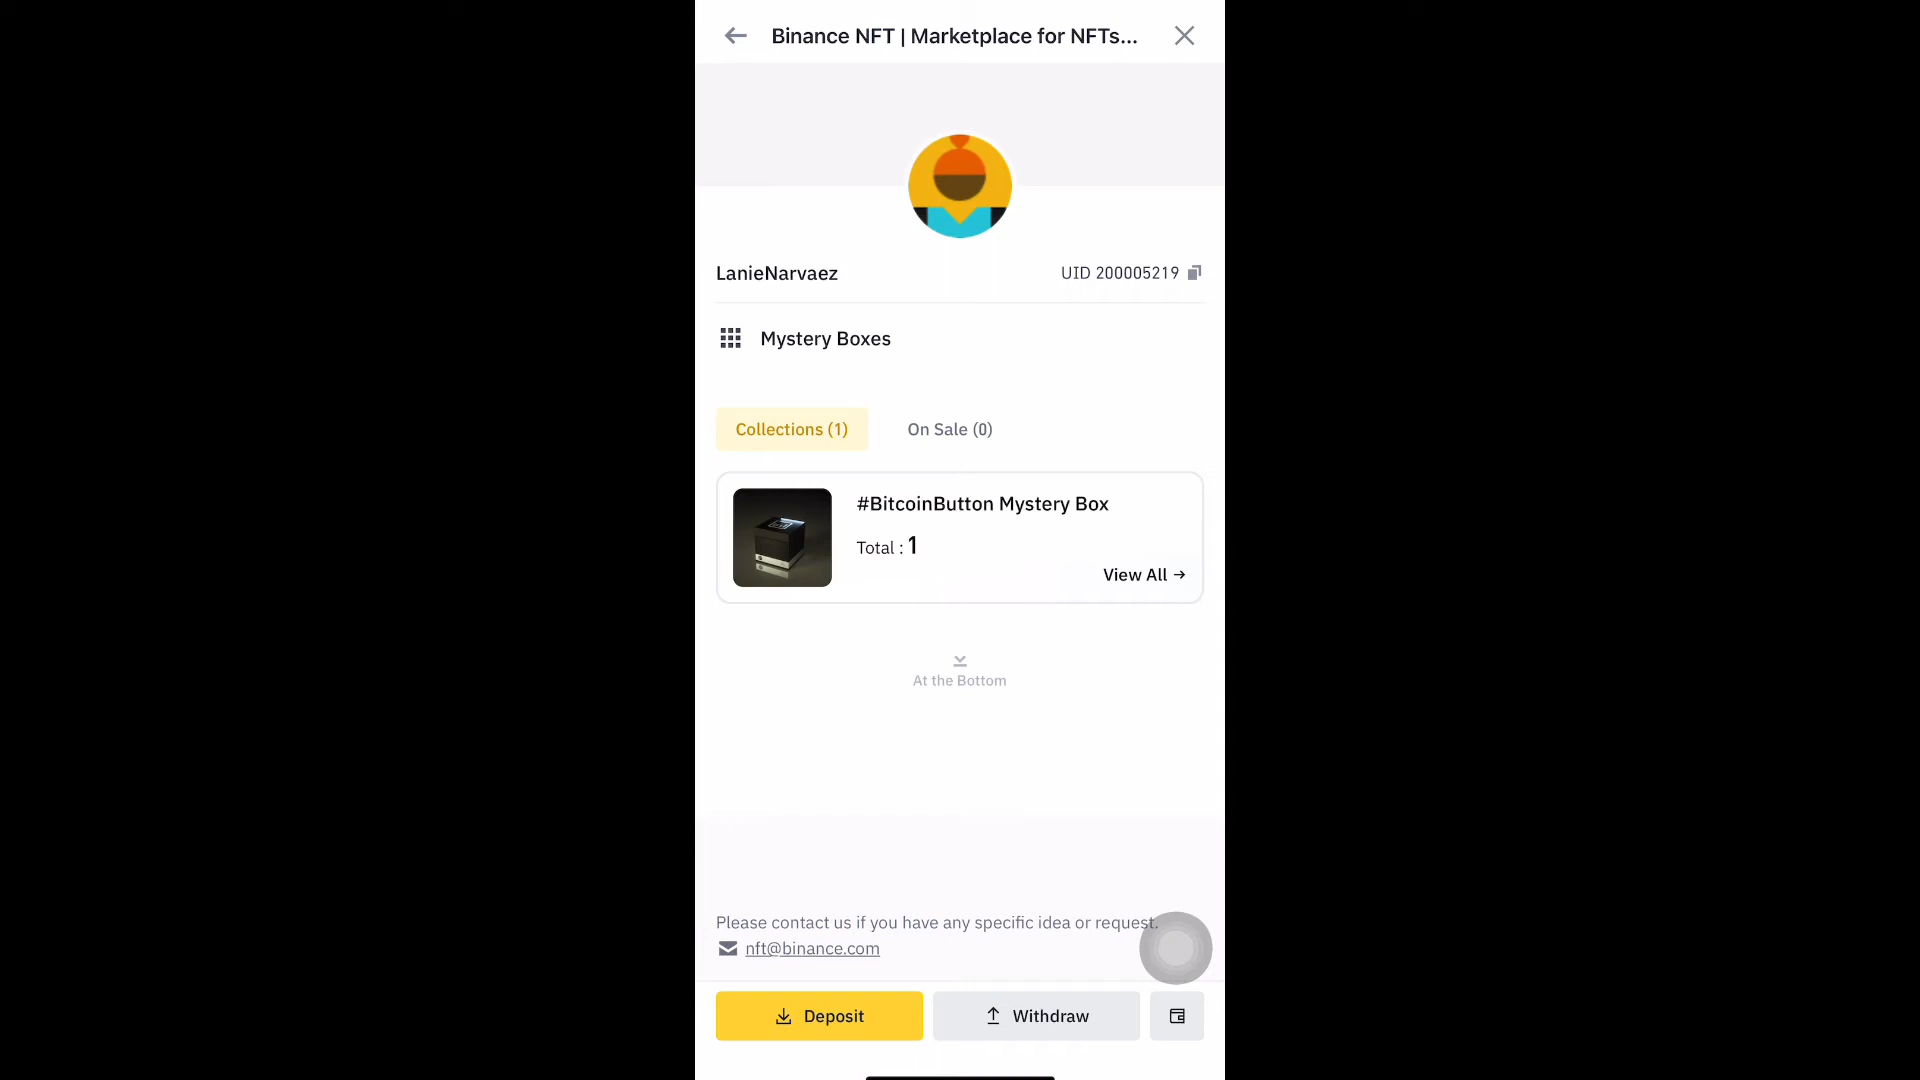 Binance NFT | Marketplace for NFTs...
LanieNarvaez
UID 200005219
Mystery Boxes
Collections (1)
On Sale (0)
#BitcoinButton Mystery Box
Total : 1
View All →
At the Bottom
Please contact us if you have any specific idea or request.
nft@binance.com
Deposit
Withdraw